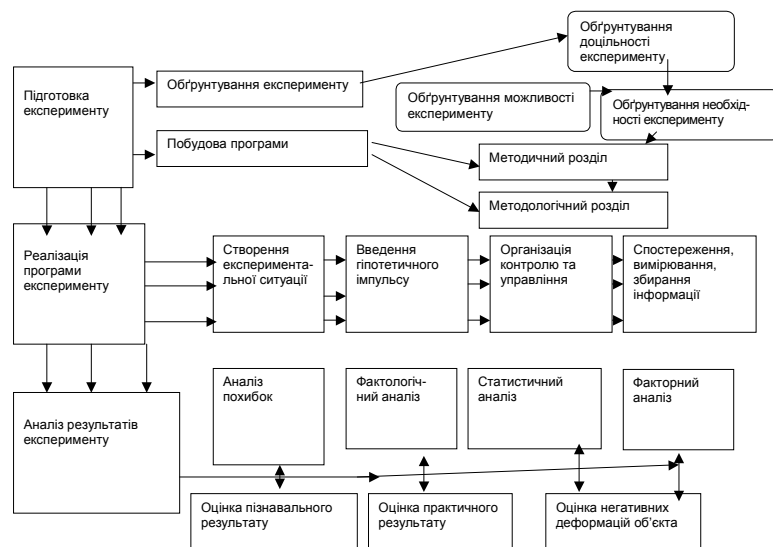 Обґрунтування
доцільності
експерименту
Підготовка
експерименту
Обґрунтування експерименту
Обґрунтування можливості
експерименту
Обґрунтування необхід-
ності експерименту
Побудова програми
Методичний розділ
Методологічний розділ
Реалізація
програми
експерименту
Створення
експеримента-
льної ситуації
Введення
гіпотетичного
імпульсу
Організація
контролю та
управління
Спостереження,
вимірювання,
збирання
інформації
Аналіз результатів
експерименту
Аналіз
похибок
Фактологіч-
ний аналіз
Статистичний
аналіз
Факторний
аналіз
Оцінка пізнавального
результату
Оцінка практичного
результату
Оцінка негативних
деформацій об’єкта